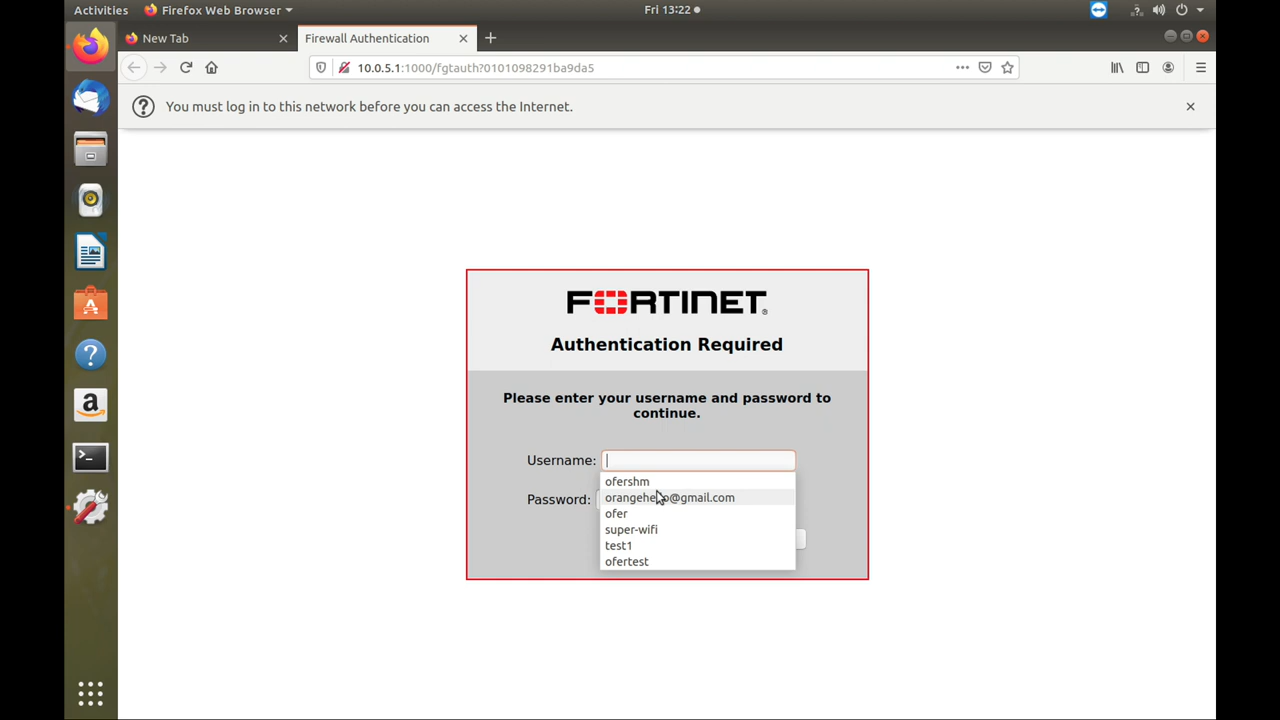 Activities
Firefox Web Browser
Fri 13:22
New Tab
Firewall Authentication
10.0.5.1:1000/fgtauth?0101098291ba9da5
You must log in to this network before you can access the Internet.
FORTINET
Authentication Required
Please enter your username and password to
continue.
Username:
ofershm
@gmail.com
Password:
ofer
super-wifi
test1
ofertest